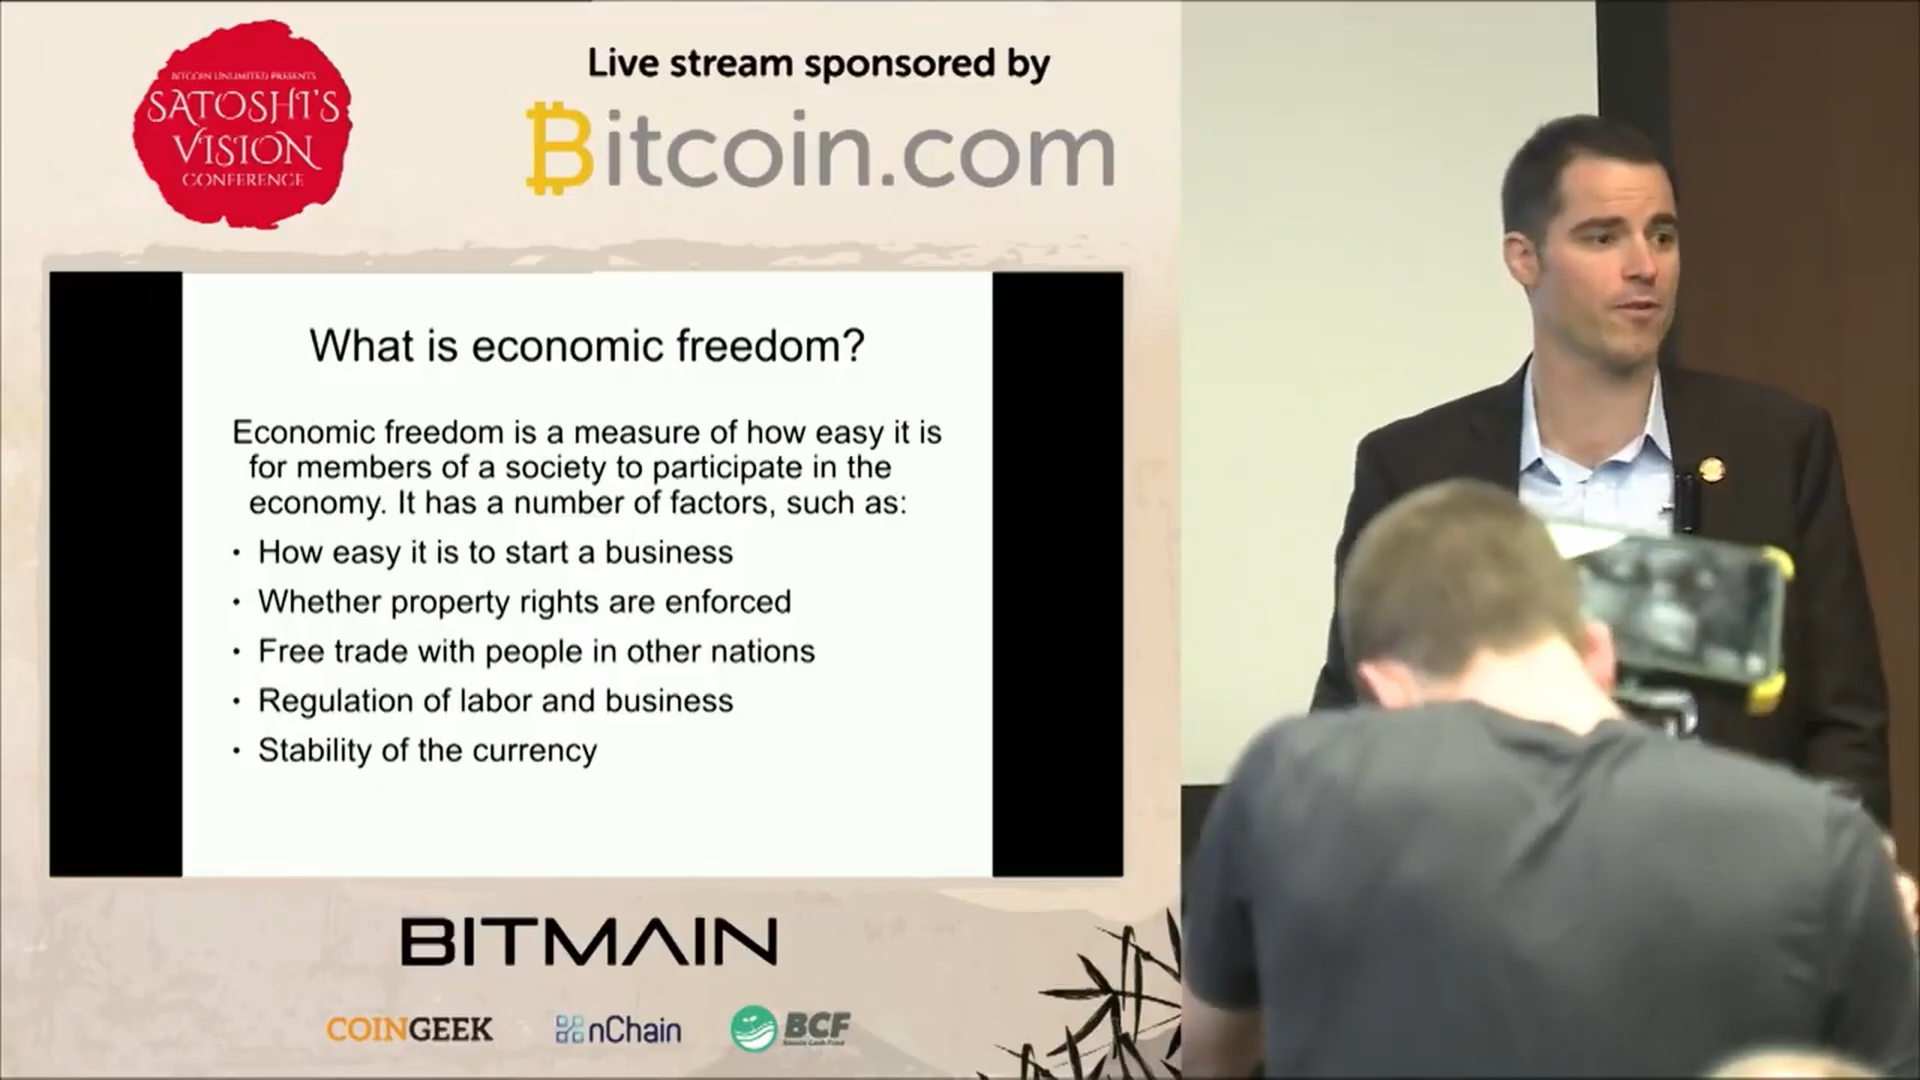 BITCOIN UNLIMITED PRESENTS
SATOSHI'S
VISION
CONFERENCE
Live stream sponsored by
Bitcoin.com
What is economic freedom?
Economic freedom is a measure of how easy it is
for members of a society to participate in the
economy. It has a number of factors, such as:
• How easy it is to start a business
• Whether property rights are enforced
• Free trade with people in other nations
• Regulation of labor and business
• Stability of the currency
BITMAIN
COINGEEK
nChain
BCF
Bitcoin Cash Fund